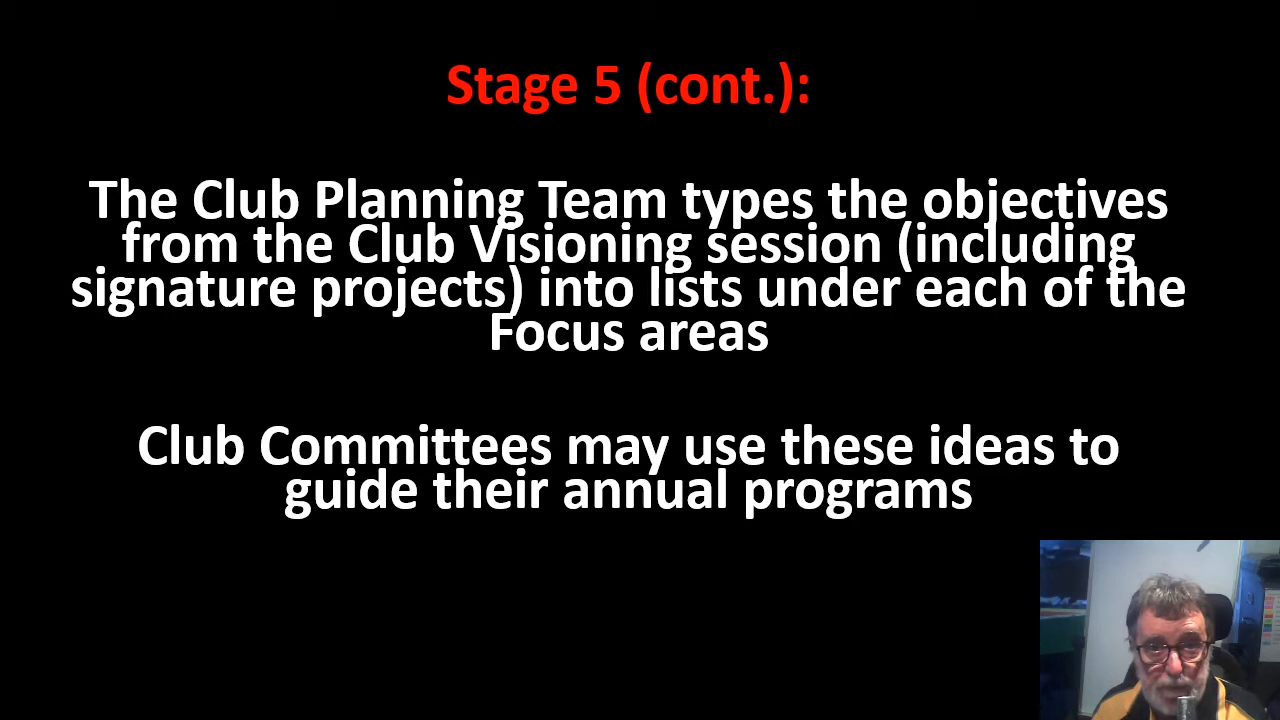 Stage 5 (cont.):
The Club Planning Team types the objectives
from the Club Visioning session (including
signature projects) into lists under each of the
Focus areas
Club Committees may use these ideas to
guide their annual programs